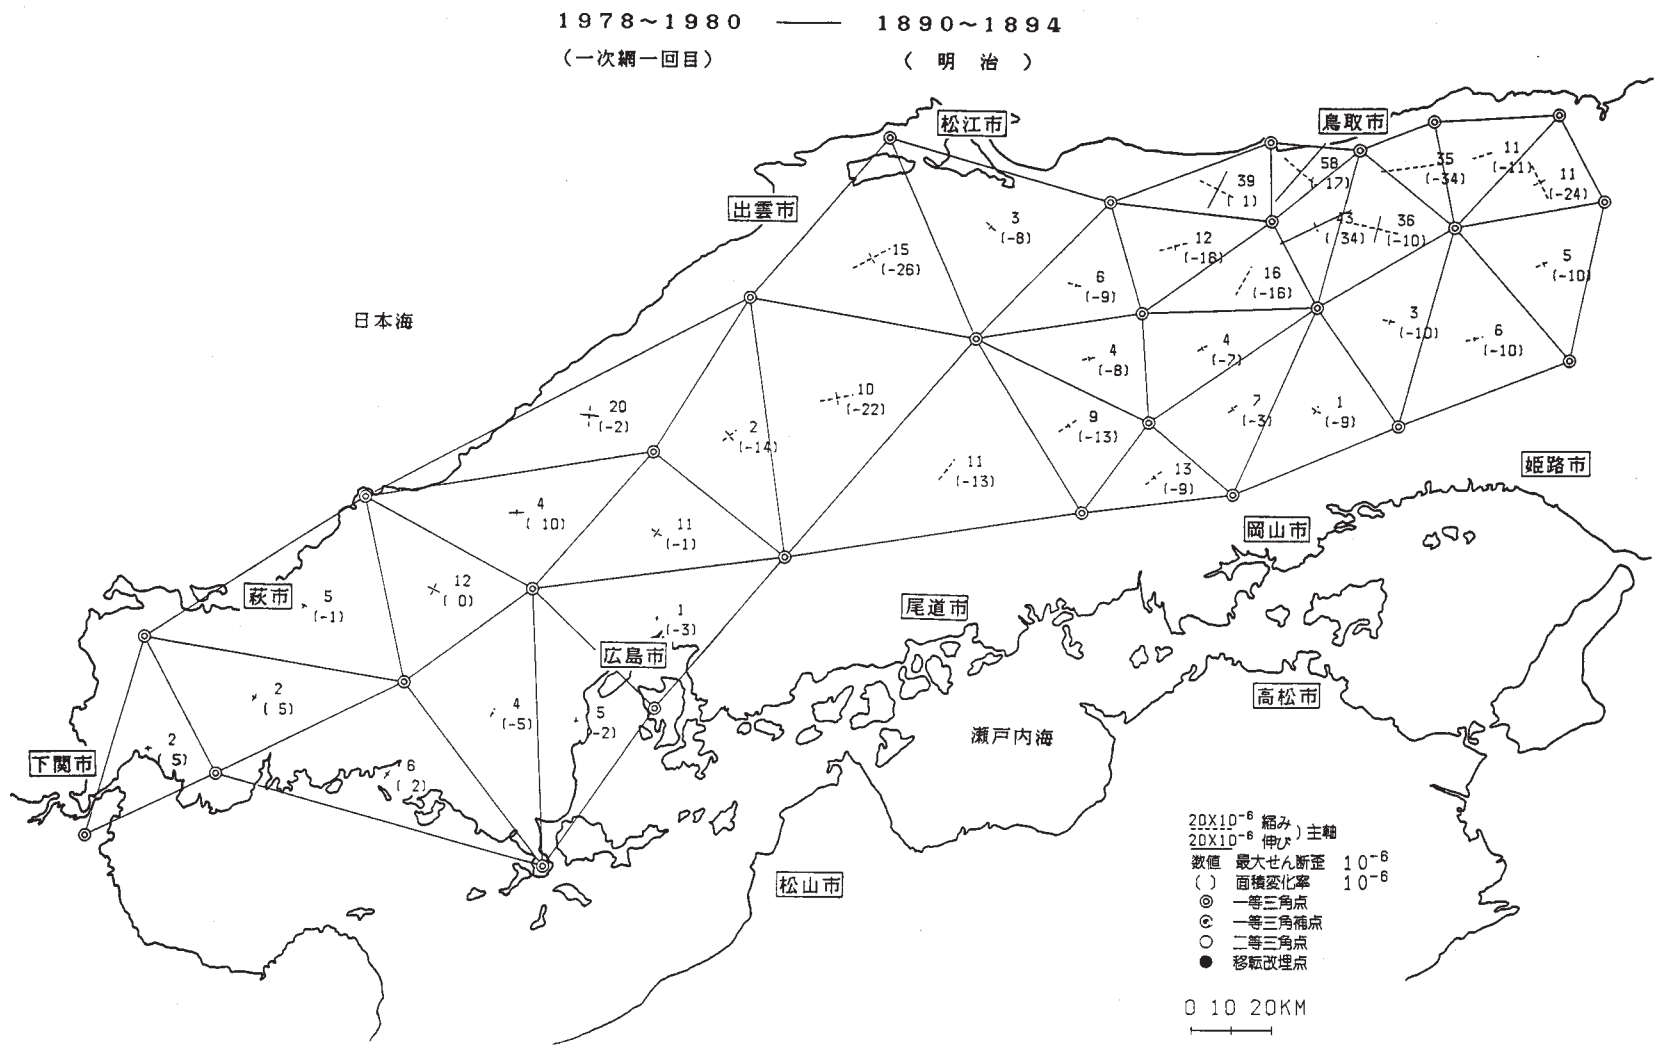 1978～1980 —— 1890～1894
(一次網一回目) ( 明 治 )
松江市
鳥取市
出雲市
日本海
39
( 1)
58
(-17)
35
(-34)
11
(-11)
11
(-24)
3
(-8)
15
(-26)
12
(-18)
43
(-34)
36
(-10)
6
(-9)
16
(-16)
5
(-10)
3
(-10)
6
(-10)
4
(-8)
4
(-7)
20
(-2)
10
(-22)
2
(-14)
9
(-13)
7
(-3)
1
(-9)
11
(-13)
13
(-9)
姫路市
4
( 10)
11
(-1)
岡山市
萩市
5
(-1)
12
( 0)
1
(-3)
尾道市
広島市
2
( 5)
4
(-5)
5
(-2)
高松市
瀬戸内海
下関市
2
( 5)
6
( 2)
松山市
20X10⁻⁶ 縮み
20X10⁻⁶ 伸び ) 主軸
数値 最大せん断歪 10⁻⁶
( ) 面積変化率 10⁻⁶
◎ 一等三角点
一等三角補点
○ 二等三角点
● 移転改埋点
0 10 20KM